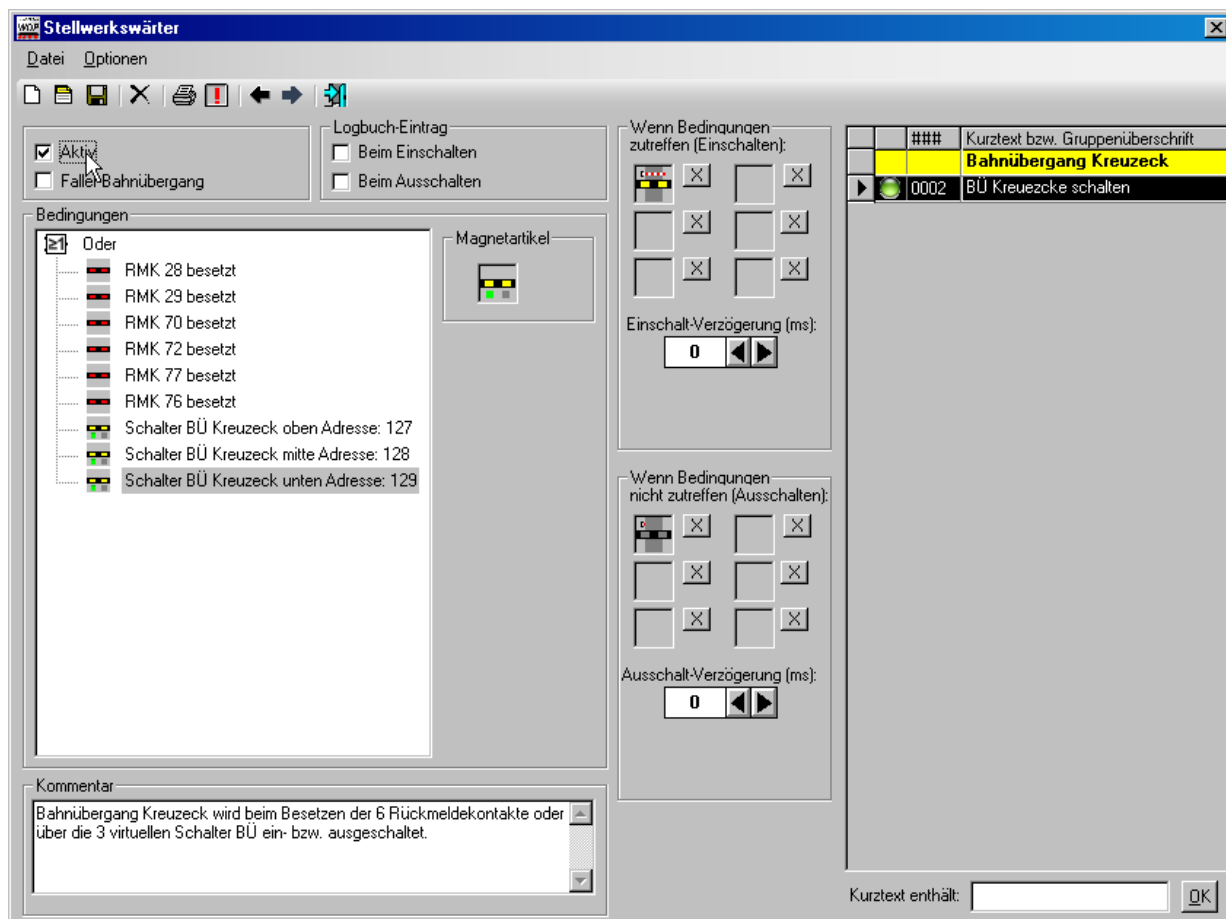 Stellwerkswärter
Datei Optionen
Aktiv
Faller-Bahnübergang
Logbuch-Eintrag
Beim Einschalten
Beim Ausschalten
Bedingungen
≥1 Oder
RMK 28 besetzt
RMK 29 besetzt
RMK 70 besetzt
RMK 72 besetzt
RMK 77 besetzt
RMK 76 besetzt
Schalter BÜ Kreuzeck oben Adresse: 127
Schalter BÜ Kreuzeck mitte Adresse: 128
Schalter BÜ Kreuzeck unten Adresse: 129
Magnetartikel
Kommentar
Bahnübergang Kreuzeck wird beim Besetzen der 6 Rückmeldekontakte oder
über die 3 virtuellen Schalter BÜ ein- bzw. ausgeschaltet.
Wenn Bedingungen
zutreffen (Einschalten):
X X
X X
X X
Einschalt-Verzögerung (ms):
0
Wenn Bedingungen
nicht zutreffen (Ausschalten):
X X
X X
X X
Ausschalt-Verzögerung (ms):
0
### Kurztext bzw. Gruppenüberschrift
Bahnübergang Kreuzeck
0002 BÜ Kreuezcke schalten
Kurztext enthält: OK